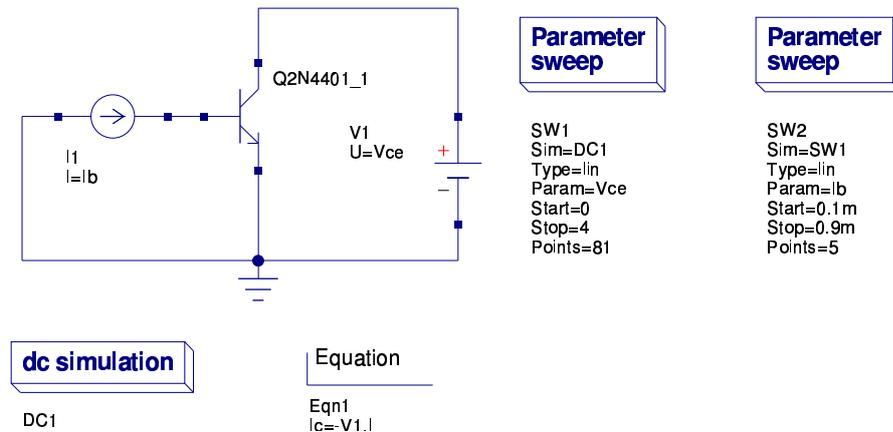 Q2N4401_1
I1
I=Ib
V1
U=Vce
+
−
Parameter
sweep
SW1
Sim=DC1
Type=lin
Param=Vce
Start=0
Stop=4
Points=81
Parameter
sweep
SW2
Sim=SW1
Type=lin
Param=Ib
Start=0.1m
Stop=0.9m
Points=5
dc simulation
DC1
Equation
Eqn1
Ic=-V1.I